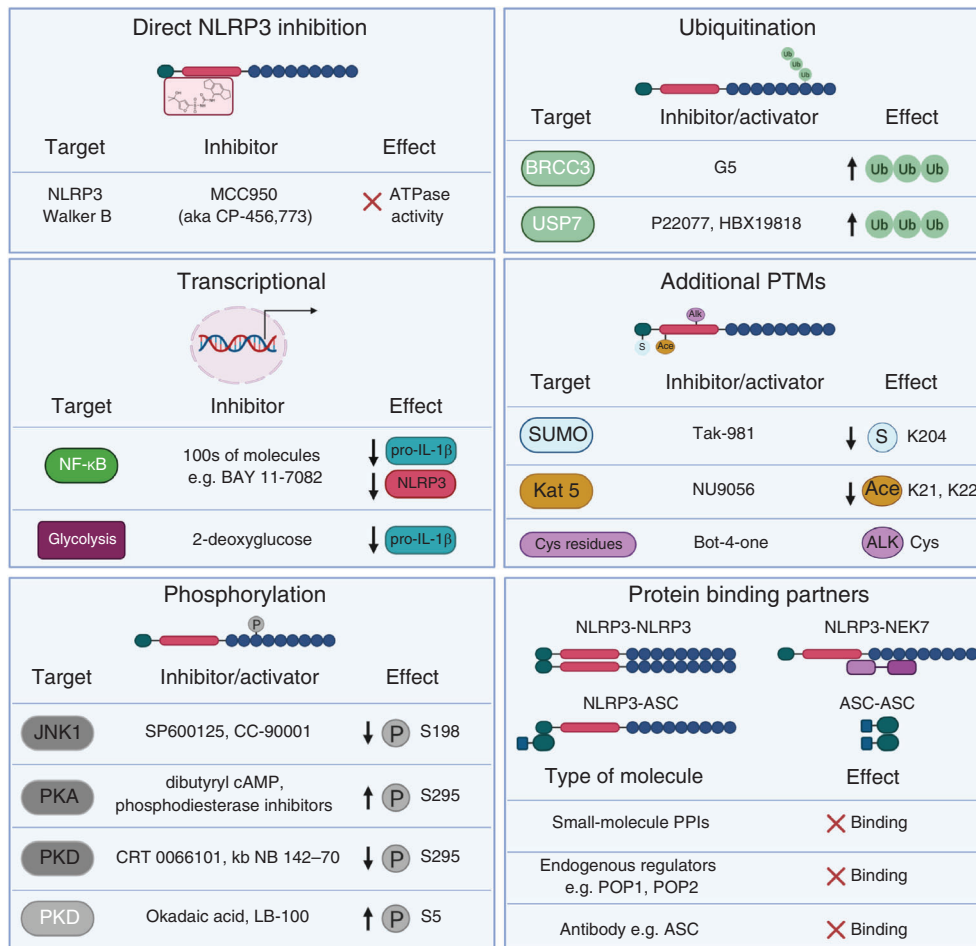 Direct NLRP3 inhibition
Target Inhibitor Effect
NLRP3
Walker B
MCC950
(aka CP-456,773)
ATPase
activity
Ubiquitination
Ub
Ub
Ub
Target Inhibitor/activator Effect
BRCC3 G5 Ub Ub Ub
USP7 P22077, HBX19818 Ub Ub Ub
Transcriptional
Target Inhibitor Effect
NF-κB
100s of molecules
e.g. BAY 11-7082
pro-IL-1β
NLRP3
Glycolysis 2-deoxyglucose pro-IL-1β
Additional PTMs
Alk
S Ace
Target Inhibitor/activator Effect
SUMO Tak-981 S K204
Kat 5 NU9056 Ace K21, K22
Cys residues Bot-4-one ALK Cys
Phosphorylation
P
Target Inhibitor/activator Effect
JNK1 SP600125, CC-90001 P S198
PKA
dibutyryl cAMP,
phosphodiesterase inhibitors
P S295
PKD CRT 0066101, kb NB 142–70 P S295
PKD Okadaic acid, LB-100 P S5
Protein binding partners
NLRP3-NLRP3 NLRP3-NEK7
NLRP3-ASC ASC-ASC
Type of molecule Effect
Small-molecule PPIs Binding
Endogenous regulators
e.g. POP1, POP2
Binding
Antibody e.g. ASC Binding